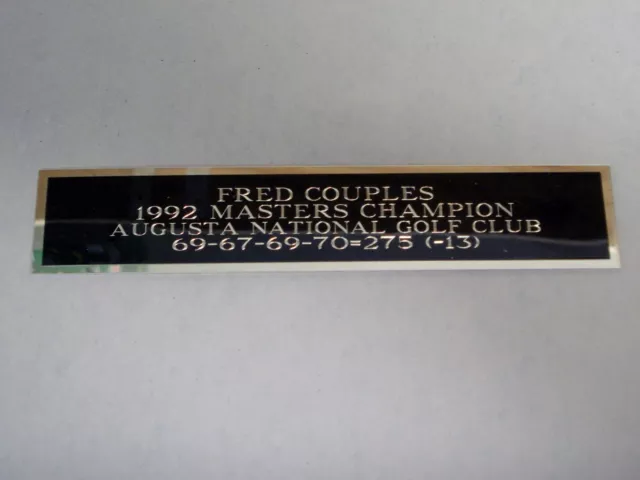 FRED COUPLES
1992 MASTERS CHAMPION
AUGUSTA NATIONAL GOLF CLUB
69-67-69-70=275 (-13)